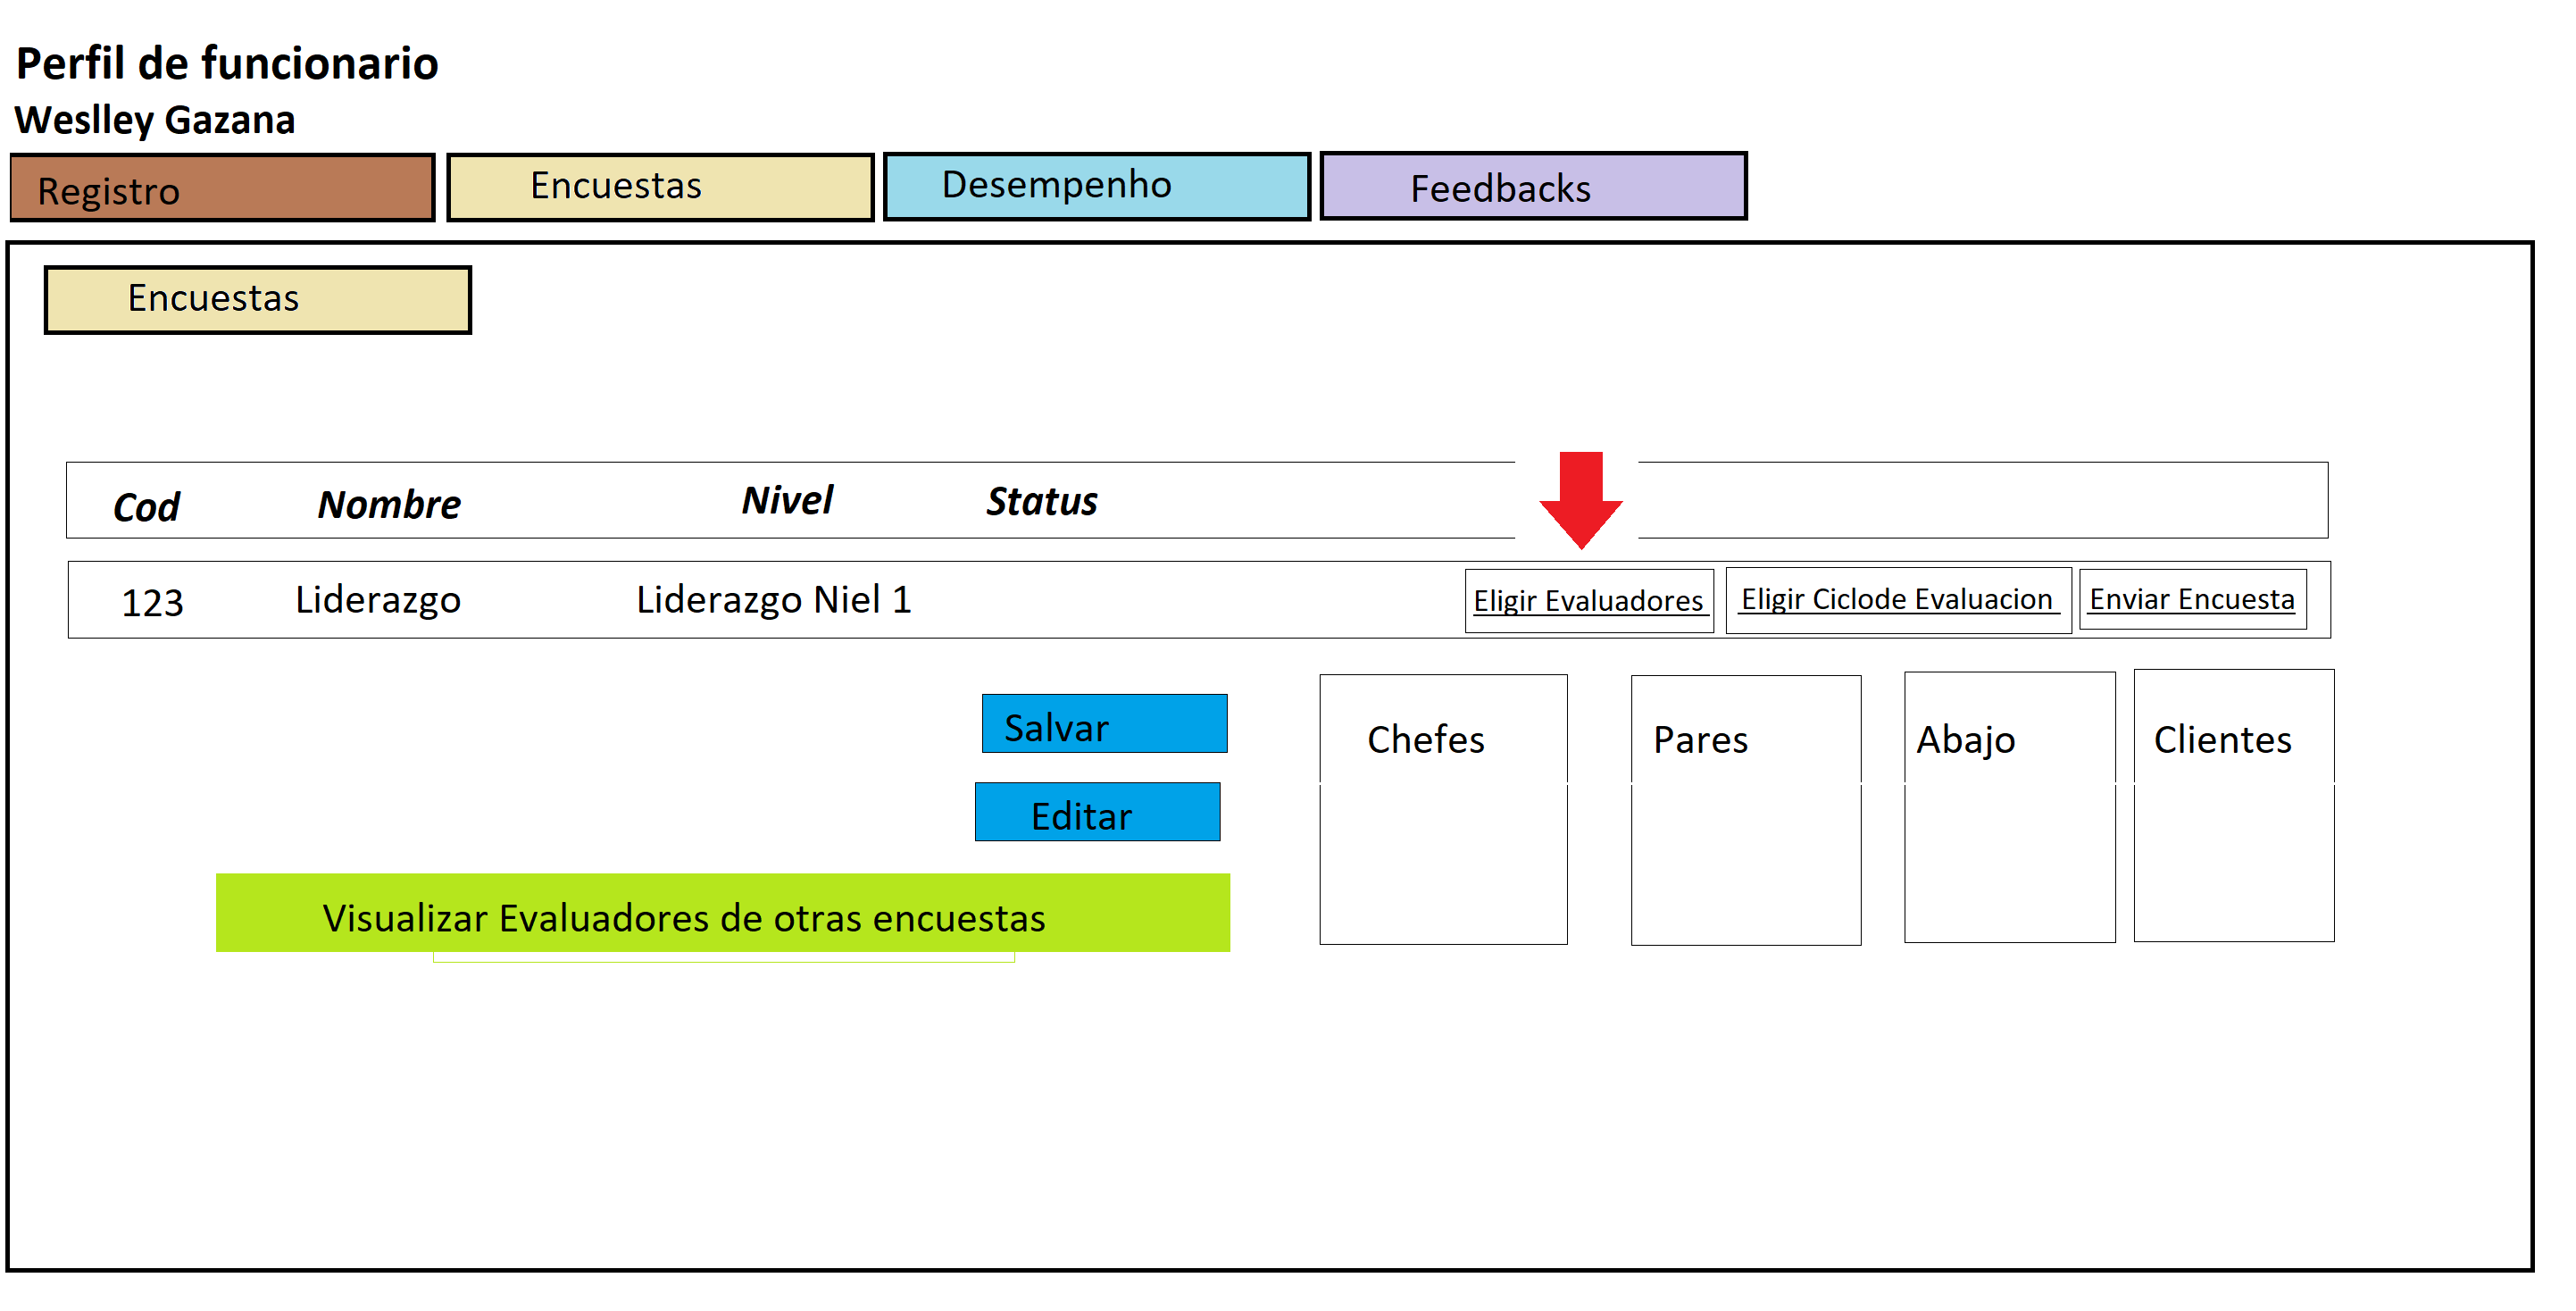 Perfil de funcionario
Weslley Gazana
Registro
Encuestas
Desempenho
Feedbacks
Encuestas
Cod Nombre Nivel Status
123 Liderazgo Liderazgo Niel 1 Eligir Evaluadores Eligir Ciclode Evaluacion Enviar Encuesta
Salvar
Editar
Visualizar Evaluadores de otras encuestas
Chefes
Pares
Abajo
Clientes